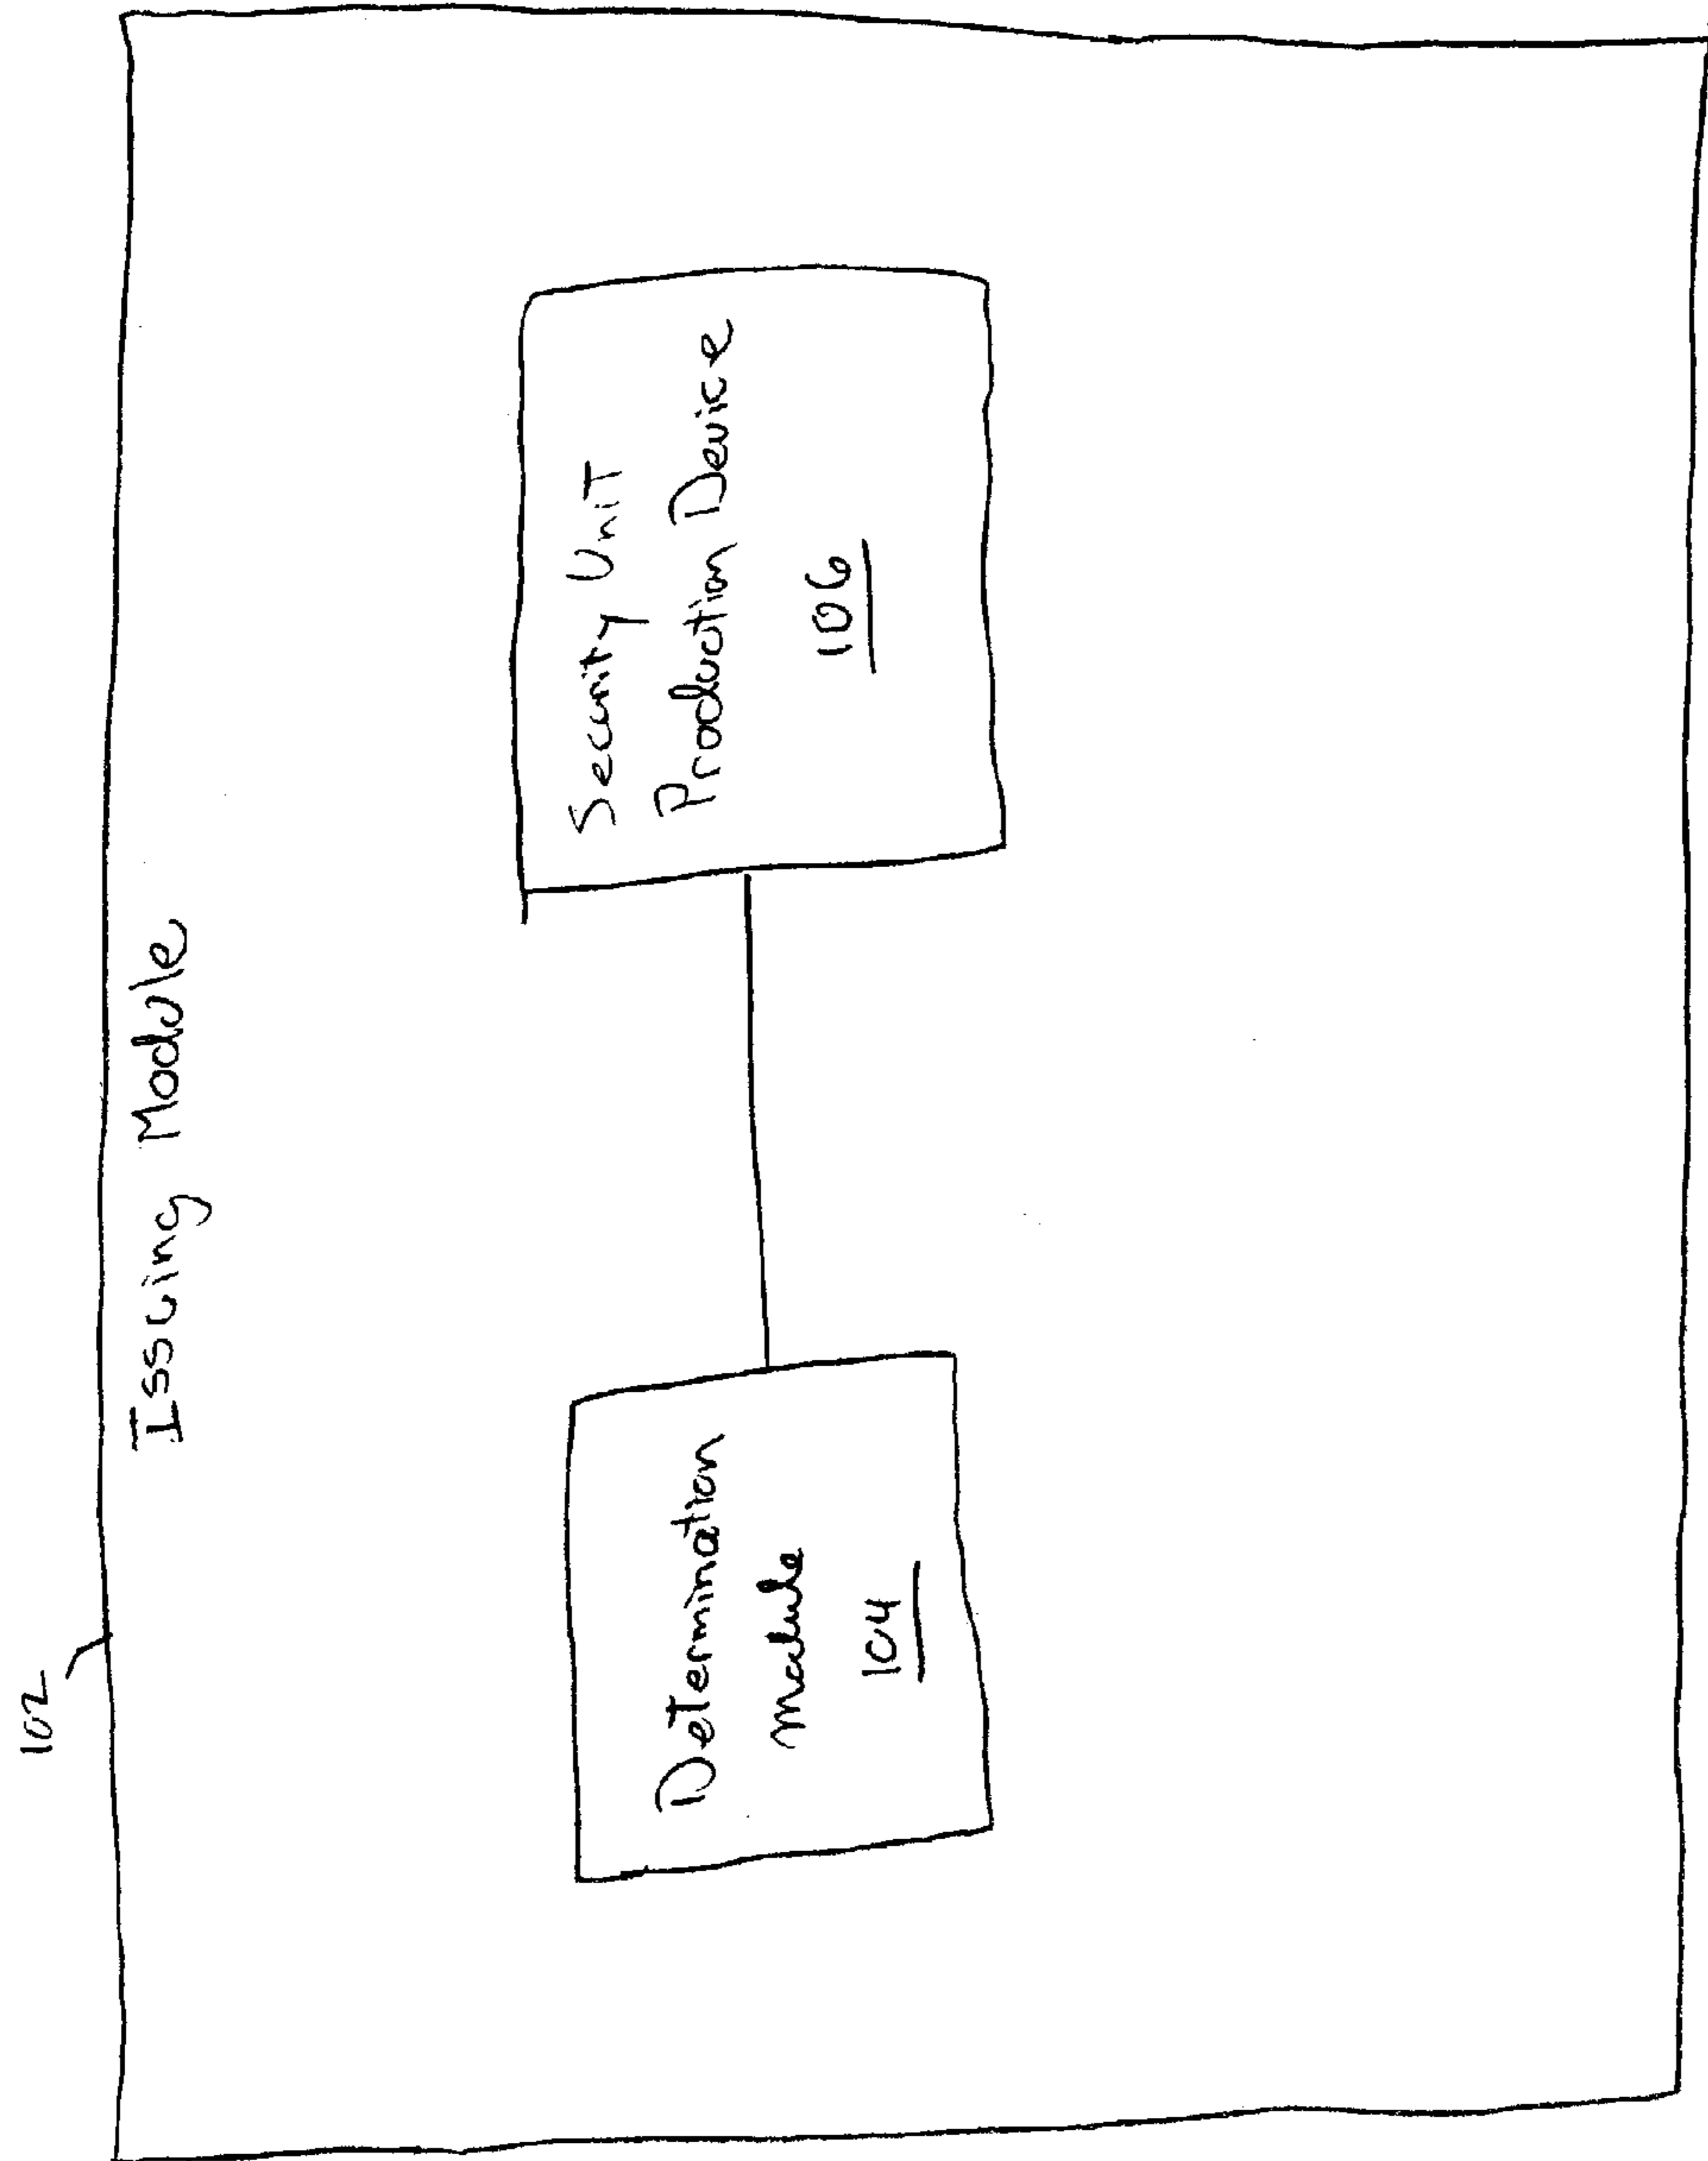 102
Issuing Module
Determination
module
104
Security Unit
Production Device
106